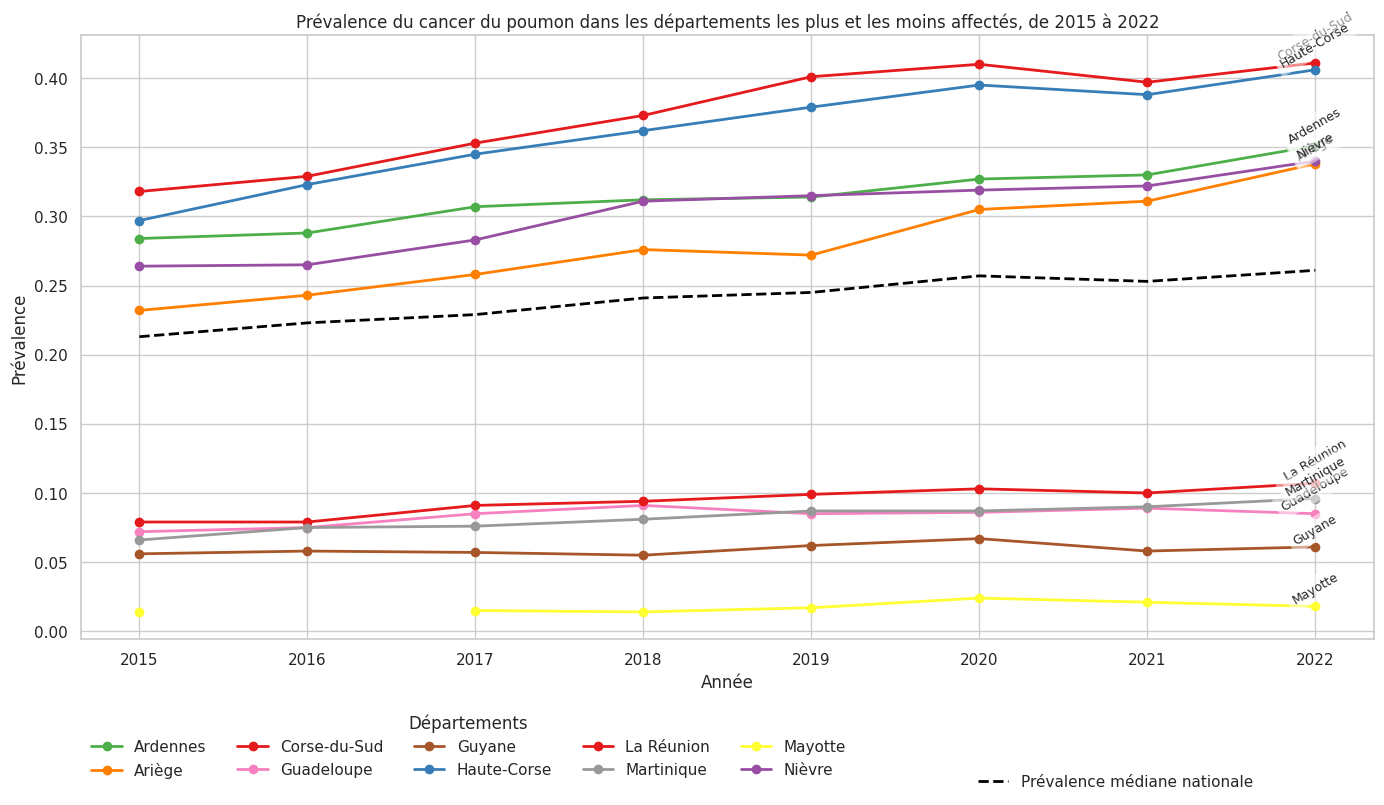 Prévalence du cancer du poumon dans les départements les plus et les moins affectés, de 2015 à 2022
Prévalence
0.40
0.35
0.30
0.25
0.20
0.15
0.10
0.05
0.00
Corse-du-Sud
Haute-Corse
Ardennes
Nièvre
La Réunion
Martinique
Guadeloupe
Guyane
Mayotte
2015 2016 2017 2018 2019 2020 2021 2022
Année
Départements
Ardennes Corse-du-Sud Guyane La Réunion Mayotte
Ariège Guadeloupe Haute-Corse Martinique Nièvre
Prévalence médiane nationale